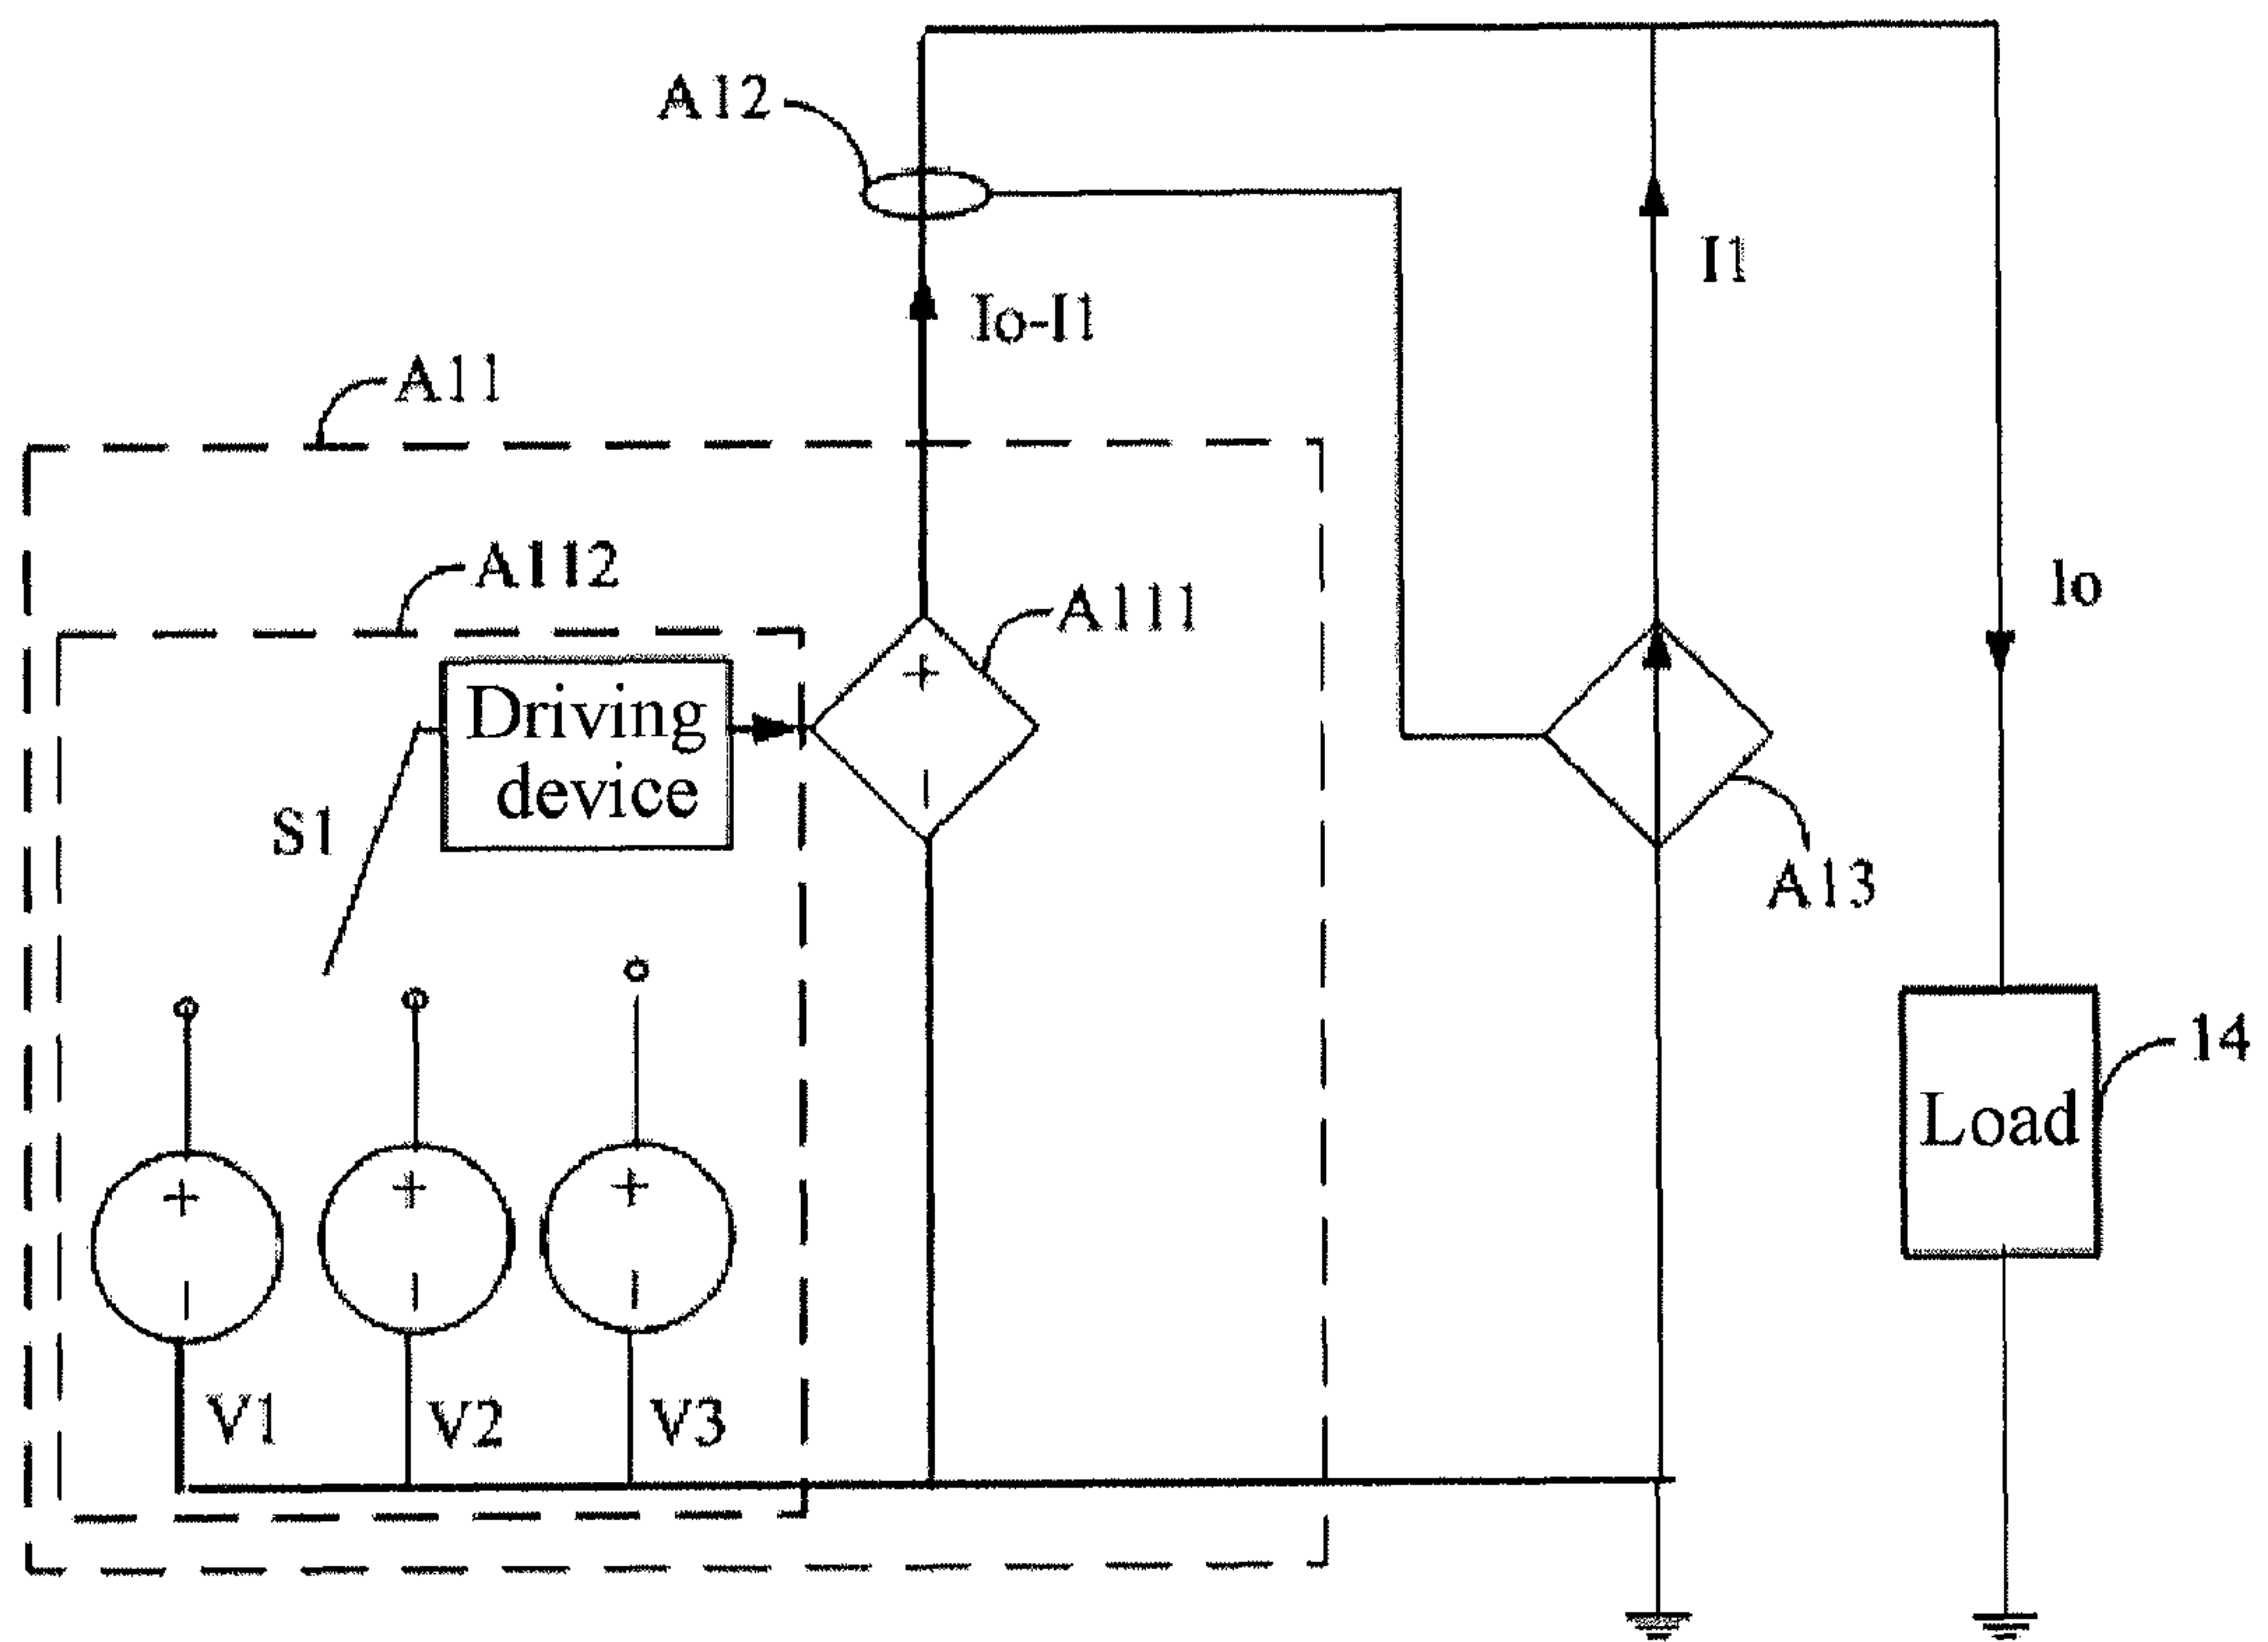 A12
I1
Io-I1
A11
A112
A111
Io
Driving
device
S1
A13
14
Load
V1
V2
V3